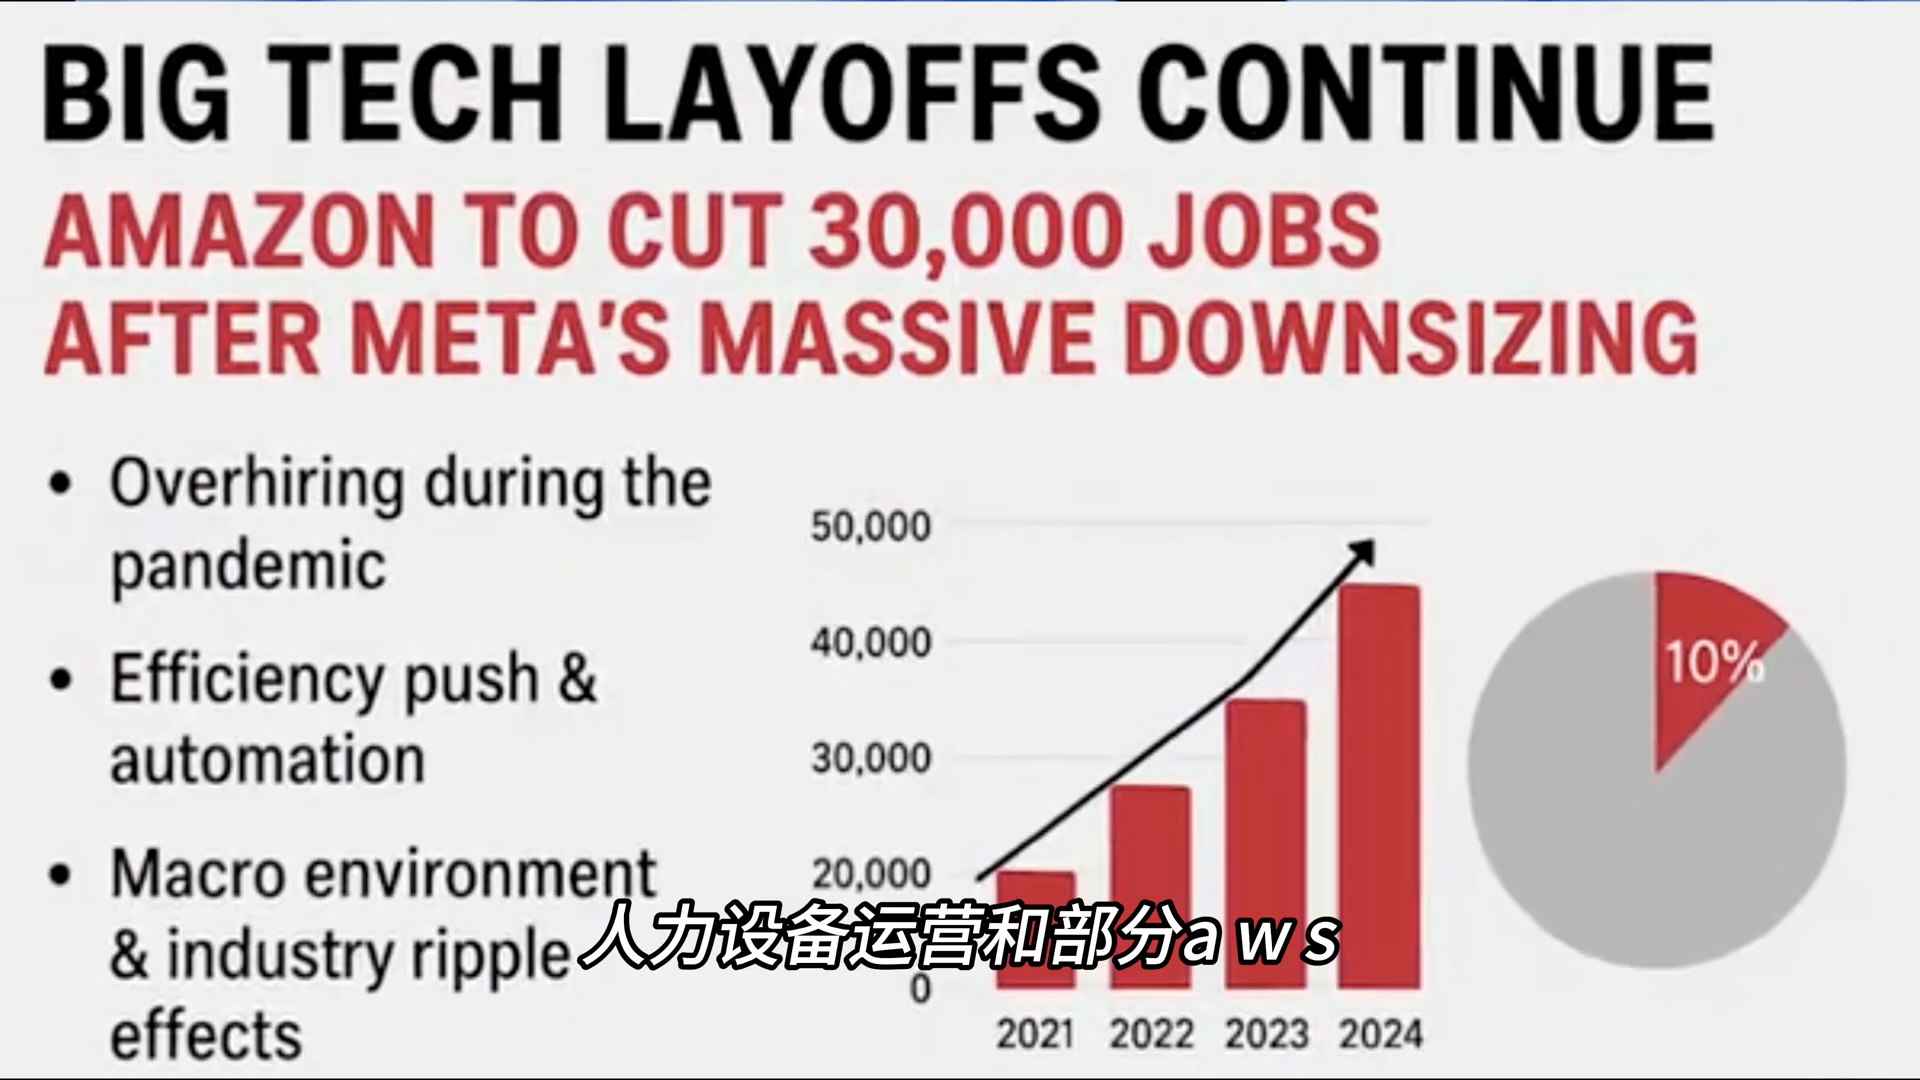 BIG TECH LAYOFFS CONTINUE
AMAZON TO CUT 30,000 JOBS
AFTER META'S MASSIVE DOWNSIZING
• Overhiring during the
pandemic
• Efficiency push &
automation
• Macro environment
& industry ripple
effects
50,000
40,000
30,000
20,000
0
2021 2022 2023 2024
10%
人力设备运营和部分aws